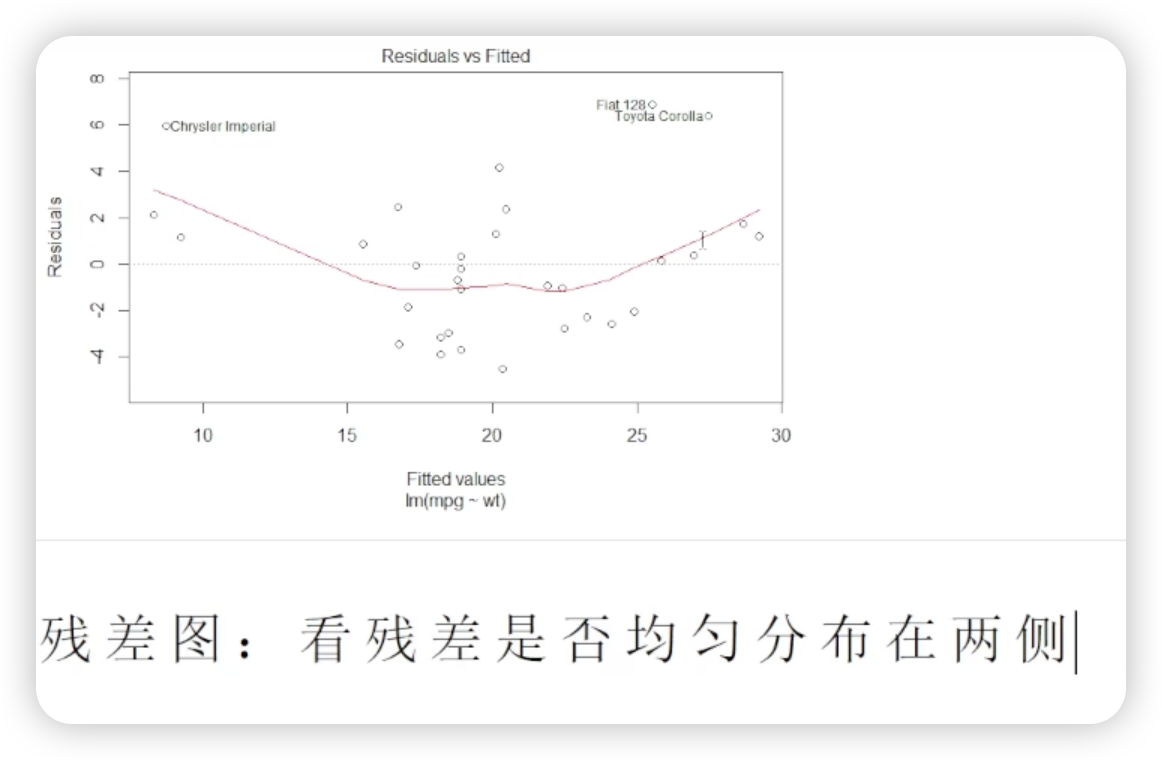 Residuals vs Fitted
8
Fiat 128
6
Chrysler Imperial
Toyota Corolla
4
2
0
-2
-4
Residuals
10 15 20 25 30
Fitted values
lm(mpg ~ wt)
残差图：看残差是否均匀分布在两侧